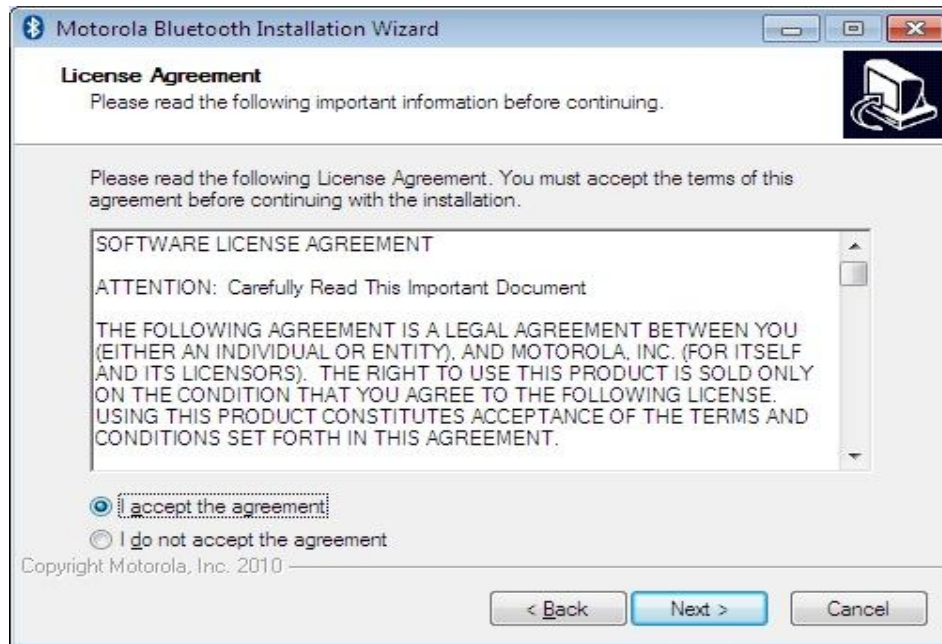 Motorola Bluetooth Installation Wizard
License Agreement
Please read the following important information before continuing.
Please read the following License Agreement. You must accept the terms of this
agreement before continuing with the installation.
SOFTWARE LICENSE AGREEMENT
ATTENTION:  Carefully Read This Important Document
THE FOLLOWING AGREEMENT IS A LEGAL AGREEMENT BETWEEN YOU
(EITHER AN INDIVIDUAL OR ENTITY), AND MOTOROLA, INC. (FOR ITSELF
AND ITS LICENSORS).  THE RIGHT TO USE THIS PRODUCT IS SOLD ONLY
ON THE CONDITION THAT YOU AGREE TO THE FOLLOWING LICENSE.
USING THIS PRODUCT CONSTITUTES ACCEPTANCE OF THE TERMS AND
CONDITIONS SET FORTH IN THIS AGREEMENT.
I accept the agreement
I do not accept the agreement
Copyright Motorola, Inc. 2010
< Back
Next >
Cancel